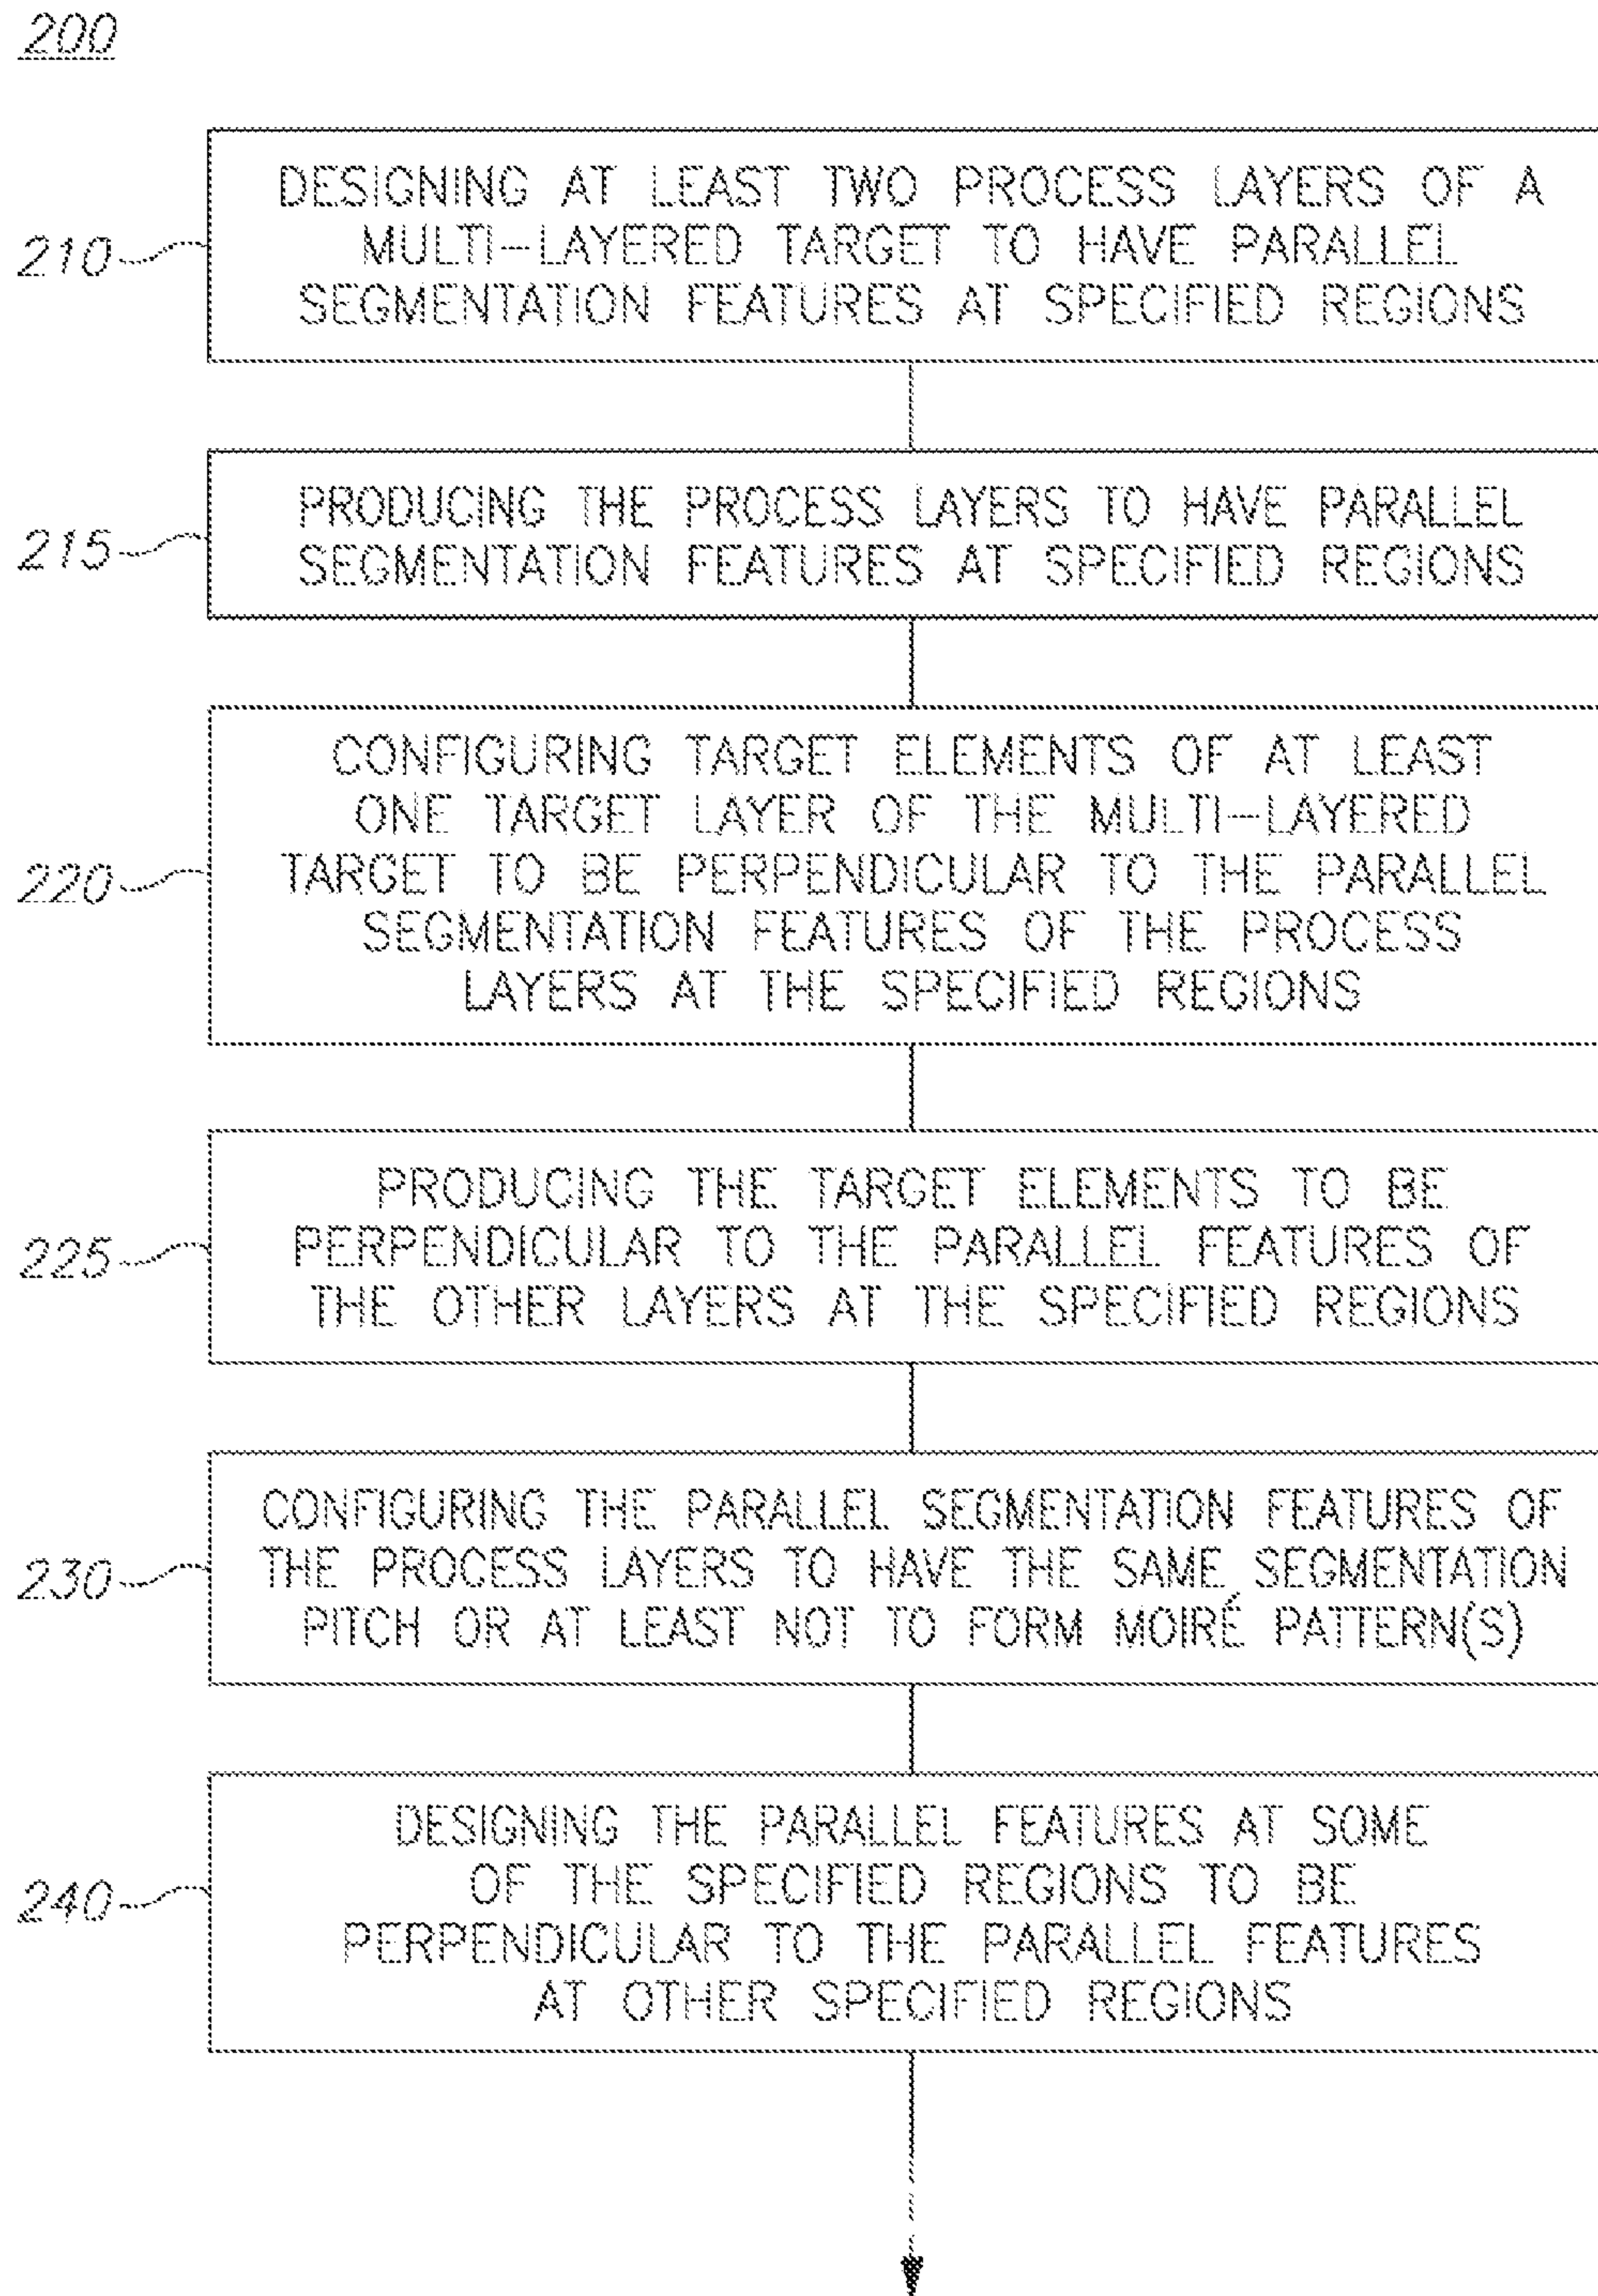 200
DESIGNING AT LEAST TWO PROCESS LAYERS OF A
MULTI-LAYERED TARGET TO HAVE PARALLEL
SEGMENTATION FEATURES AT SPECIFIED REGIONS
210
PRODUCING THE PROCESS LAYERS TO HAVE PARALLEL
SEGMENTATION FEATURES AT SPECIFIED REGIONS
215
CONFIGURING TARGET ELEMENTS OF AT LEAST
ONE TARGET LAYER OF THE MULTI-LAYERED
TARGET TO BE PERPENDICULAR TO THE PARALLEL
SEGMENTATION FEATURES OF THE PROCESS
LAYERS AT THE SPECIFIED REGIONS
220
PRODUCING THE TARGET ELEMENTS TO BE
PERPENDICULAR TO THE PARALLEL FEATURES OF
THE OTHER LAYERS AT THE SPECIFIED REGIONS
225
CONFIGURING THE PARALLEL SEGMENTATION FEATURES OF
THE PROCESS LAYERS TO HAVE THE SAME SEGMENTATION
PITCH OR AT LEAST NOT TO FORM MOIRÉ PATTERN(S)
230
DESIGNING THE PARALLEL FEATURES AT SOME
OF THE SPECIFIED REGIONS TO BE
PERPENDICULAR TO THE PARALLEL FEATURES
AT OTHER SPECIFIED REGIONS
240